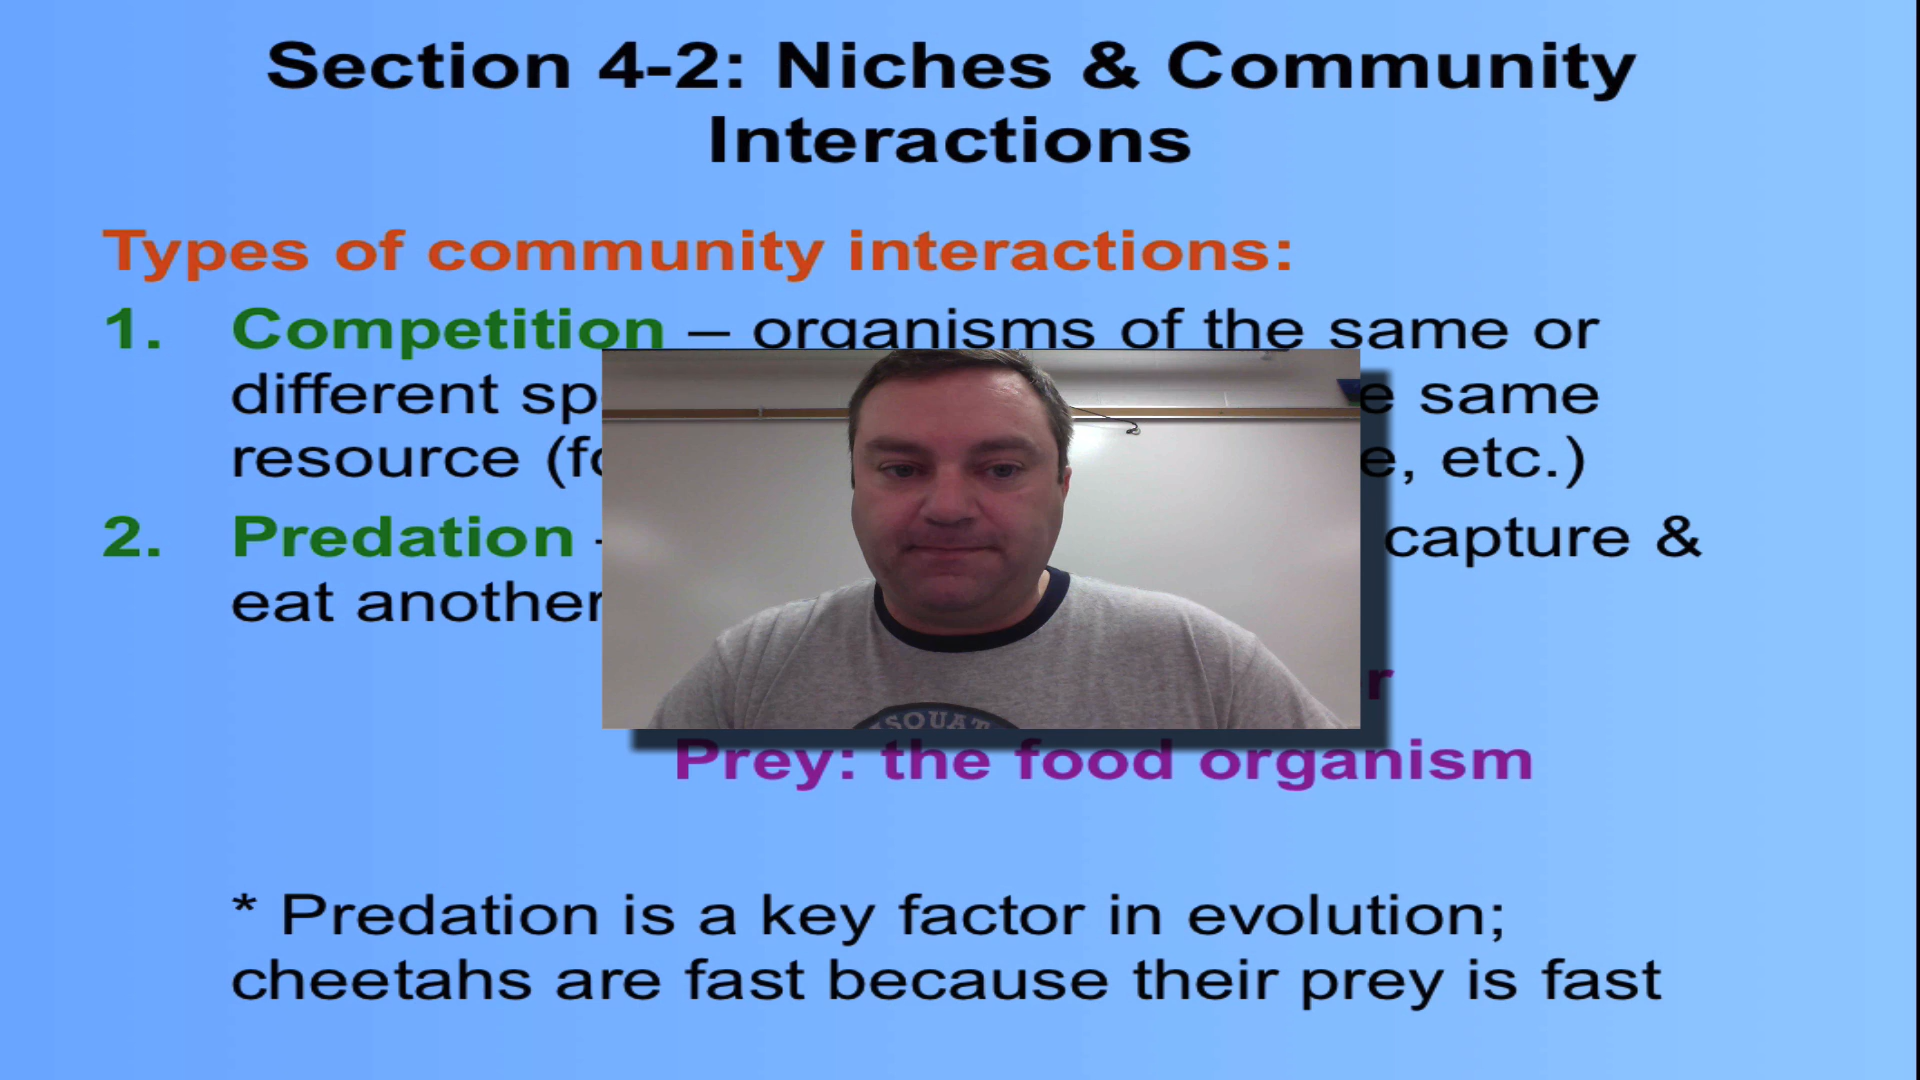 Section 4-2: Niches & Community
Interactions
Types of community interactions:
1. Competition – organisms of the same or
different same
resource etc.)
2. Predation capture &
eat another
Prey: the food organism
* Predation is a key factor in evolution;
cheetahs are fast because their prey is fast